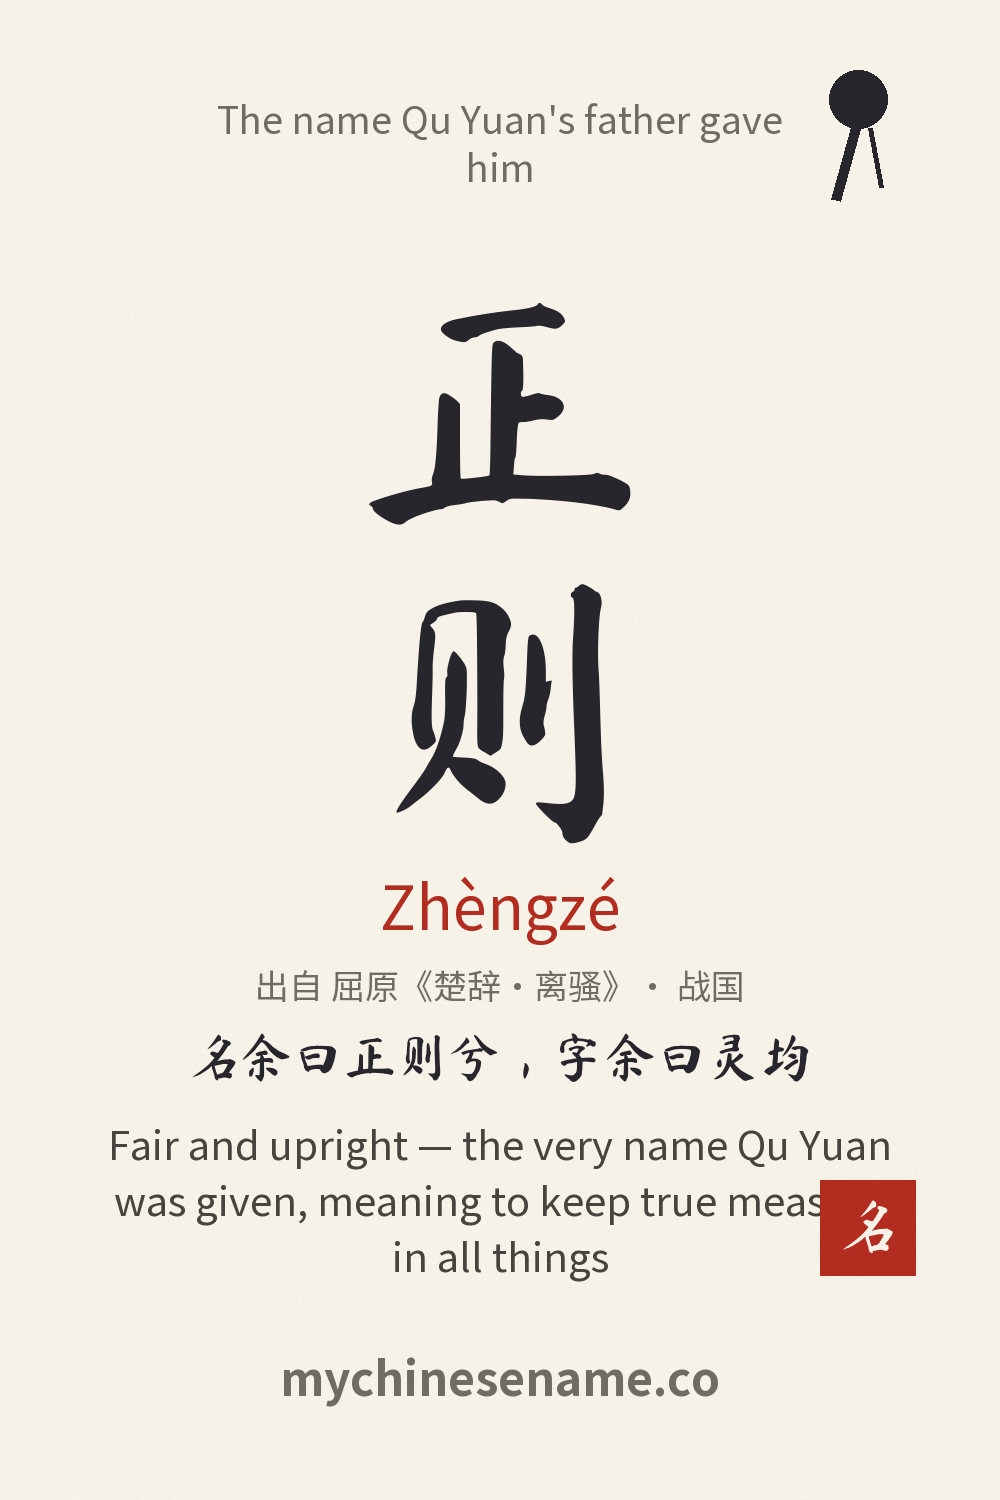 The name Qu Yuan's father gave
him
正
则
Zhèngzé
出自 屈原《楚辞·离骚》 · 战国
名余曰正则兮，字余曰灵均
Fair and upright — the very name Qu Yuan
was given, meaning to keep true meas
in all things
名
mychinesename.co